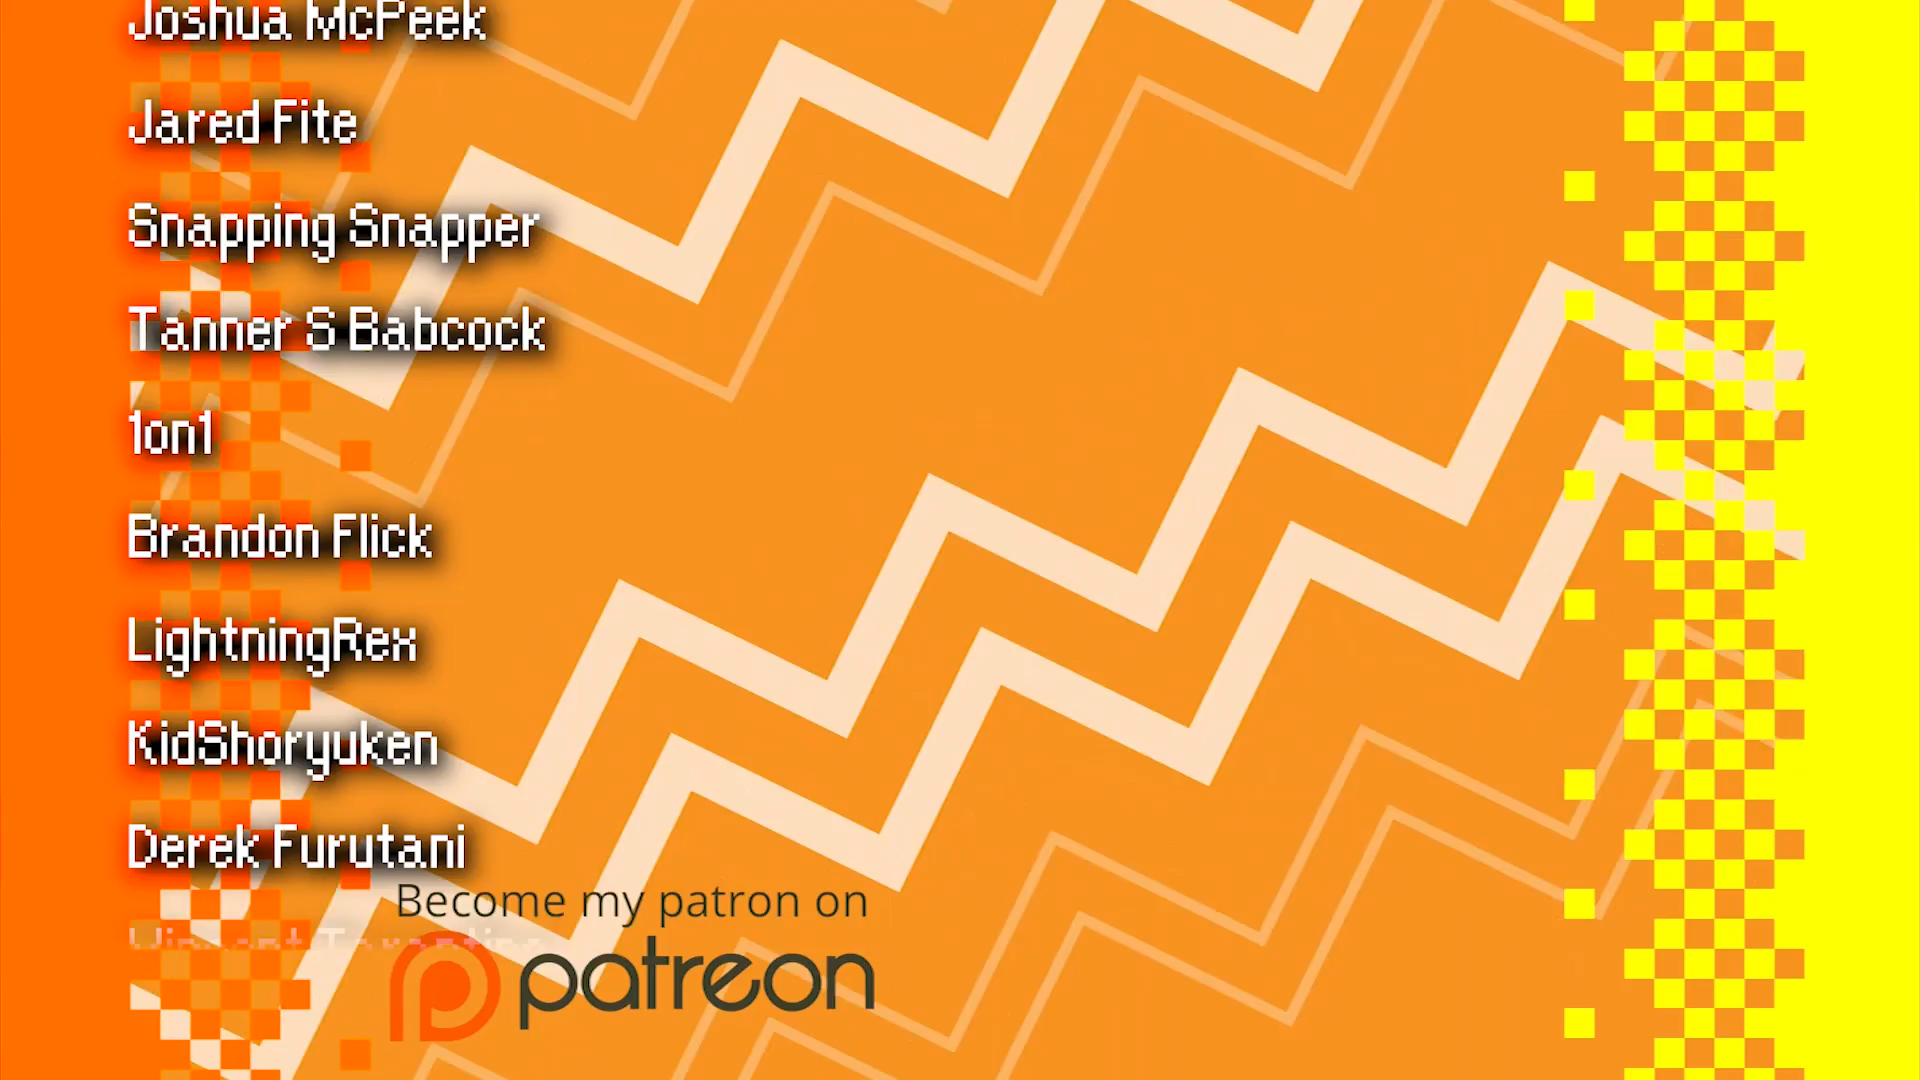 Joshua McPeek
Jared Fite
Snapping Snapper
Tanner S Babcock
1on1
Brandon Flick
LightningRex
KidShoryuken
Derek Furutani
Become my patron on
patreon